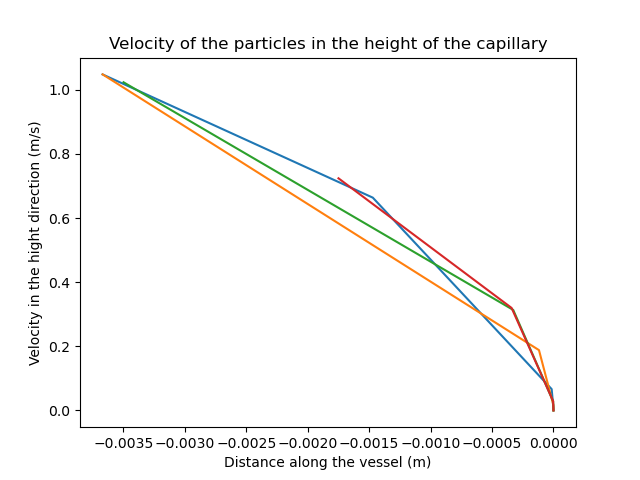 Velocity of the particles in the height of the capillary
Velocity in the hight direction (m/s)
1.0
0.8
0.6
0.4
0.2
0.0
−0.0035 −0.0030 −0.0025 −0.0020 −0.0015 −0.0010 −0.0005 0.0000
Distance along the vessel (m)